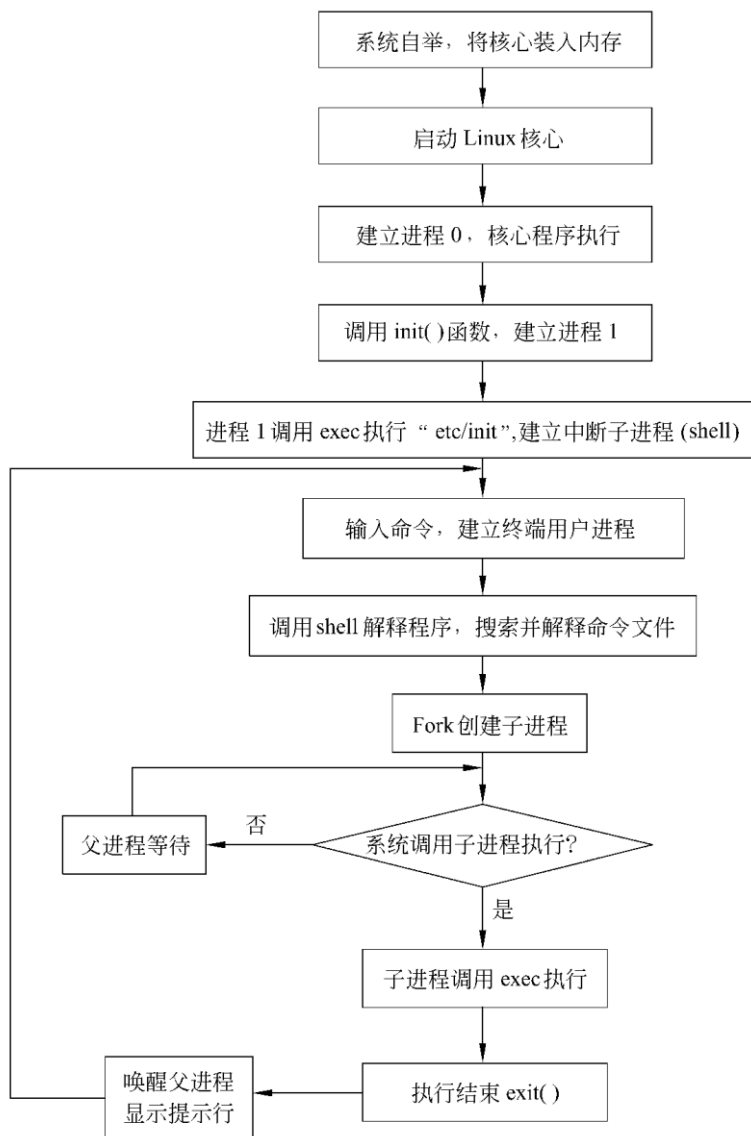 系统自举，将核心装入内存
启动 Linux 核心
建立进程 0，核心程序执行
调用 init( )函数，建立进程 1
进程 1 调用 exec 执行 “ etc/init”,建立中断子进程 (shell)
输入命令，建立终端用户进程
调用 shell 解释程序，搜索并解释命令文件
Fork 创建子进程
系统调用子进程执行?
否
父进程等待
是
子进程调用 exec 执行
执行结束 exit( )
唤醒父进程
显示提示行